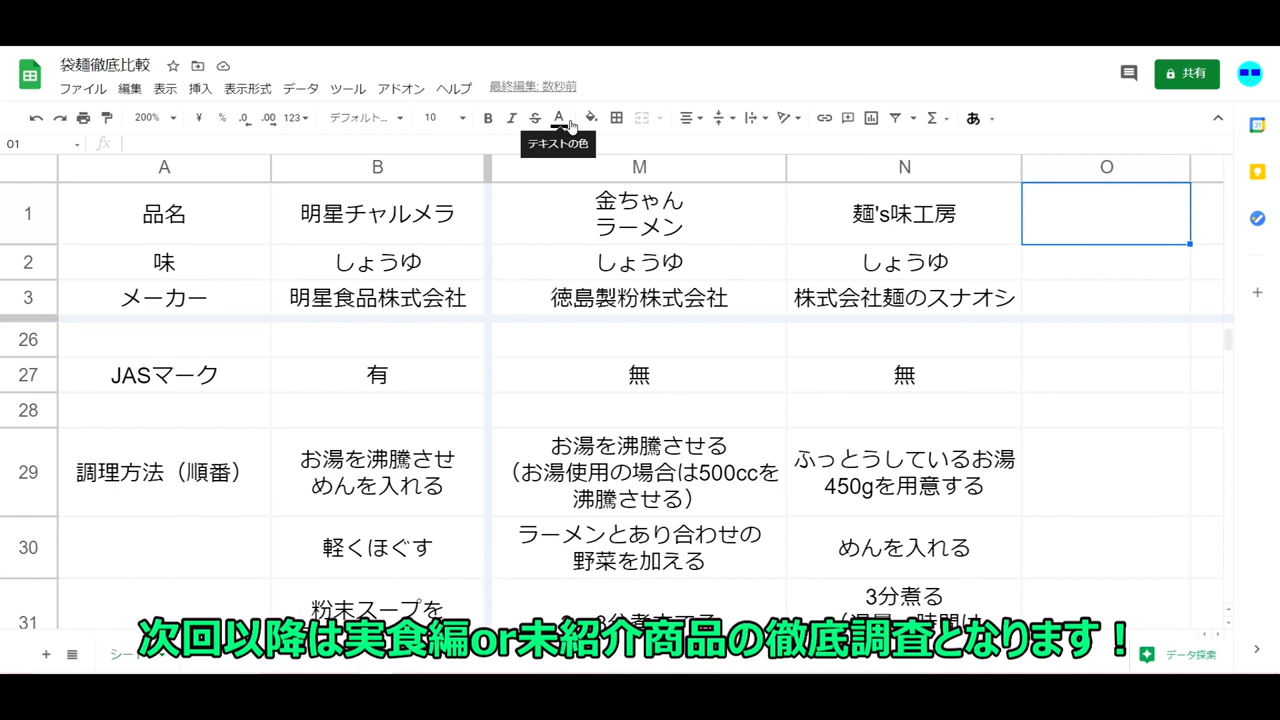 袋麺徹底比較
ファイル 編集 表示 挿入 表示形式 データ ツール アドオン ヘルプ 最終編集: 数秒前
共有
200% ¥ % .0 .00 123 デフォルト... 10 B I S A あ
テキストの色
O1 fx
A B M N O
1 品名 明星チャルメラ 金ちゃん
ラーメン 麺's味工房
2 味 しょうゆ しょうゆ しょうゆ
3 メーカー 明星食品株式会社 徳島製粉株式会社 株式会社麺のスナオシ
26
27 JASマーク 有 無 無
28
29 調理方法（順番） お湯を沸騰させ
めんを入れる お湯を沸騰させる
（お湯使用の場合は500ccを
沸騰させる） ふっとうしているお湯
450gを用意する
30 軽くほぐす ラーメンとあり合わせの
野菜を加える めんを入れる
31 粉末スープを 3分煮る
次回以降は実食編or未紹介商品の徹底調査となります！
シー
データ探索